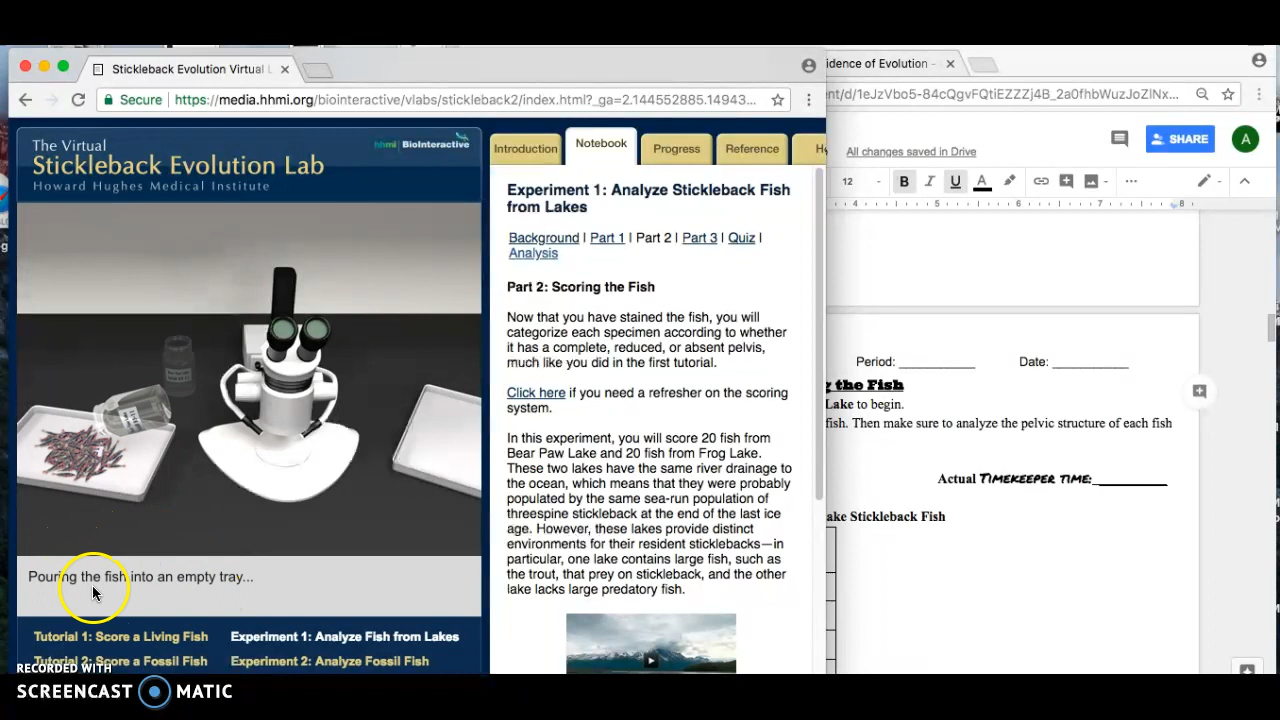 Stickleback Evolution Virtual L
Secure https://media.hhmi.org/biointeractive/vlabs/stickleback2/index.html?_ga=2.144552885.14943...
The Virtual
Stickleback Evolution Lab
Howard Hughes Medical Institute
hhmi BioInteractive
Pouring the fish into an empty tray...
Tutorial 1: Score a Living Fish
Experiment 1: Analyze Fish from Lakes
Tutorial 2: Score a Fossil Fish
Experiment 2: Analyze Fossil Fish
Introduction
Notebook
Progress
Reference
Experiment 1: Analyze Stickleback Fish
from Lakes
Background | Part 1 | Part 2 | Part 3 | Quiz |
Analysis
Part 2: Scoring the Fish
Now that you have stained the fish, you will
categorize each specimen according to whether
it has a complete, reduced, or absent pelvis,
much like you did in the first tutorial.
Click here if you need a refresher on the scoring
system.
In this experiment, you will score 20 fish from
Bear Paw Lake and 20 fish from Frog Lake.
These two lakes have the same river drainage to
the ocean, which means that they were probably
populated by the same sea-run population of
threespine stickleback at the end of the last ice
age. However, these lakes provide distinct
environments for their resident sticklebacks—in
particular, one lake contains large fish, such as
the trout, that prey on stickleback, and the other
lake lacks large predatory fish.
idence of Evolution -
All changes saved in Drive
SHARE
A
12
B I U A
5 6 7 8
Period: ____________ Date: ____________
g the Fish
Lake to begin.
fish. Then make sure to analyze the pelvic structure of each fish
Actual Timekeeper time:__________
ake Stickleback Fish
RECORDED WITH
SCREENCAST MATIC